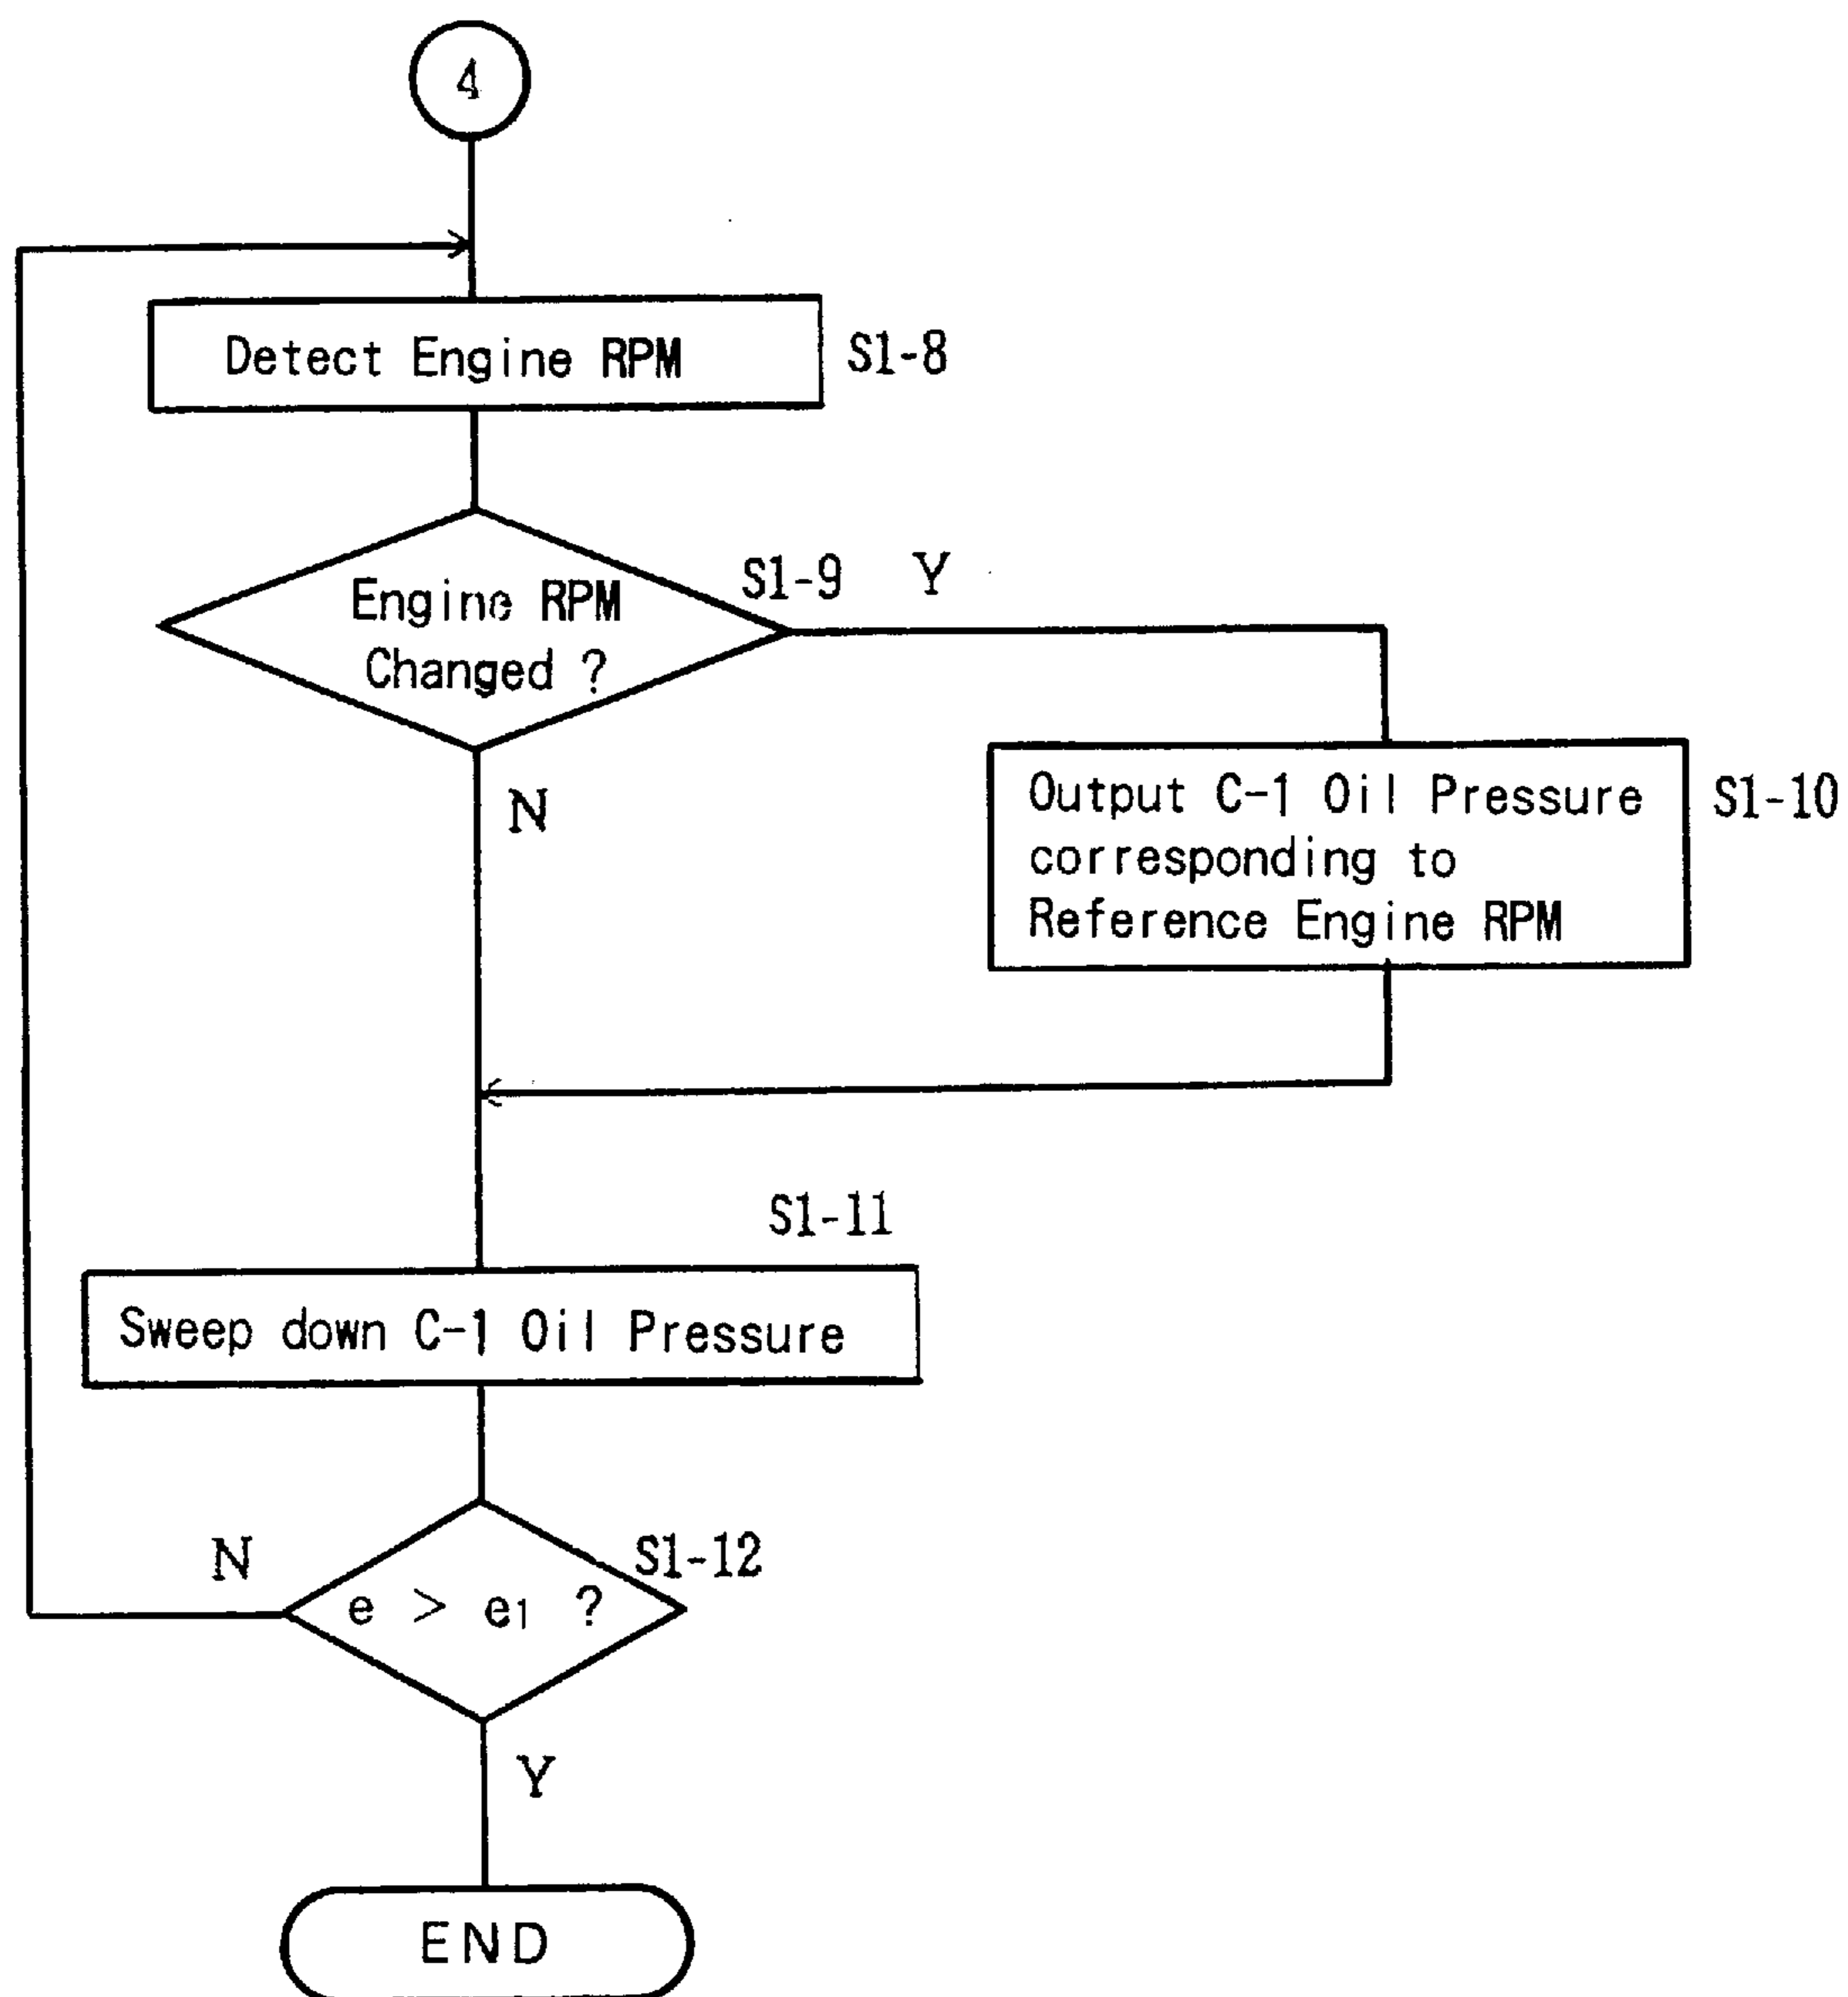 4
Detect Engine RPM
S1-8
Engine RPM
Changed ?
S1-9
Y
N
Output C-1 Oil Pressure
corresponding to
Reference Engine RPM
S1-10
S1-11
Sweep down C-1 Oil Pressure
N
S1-12
e > e1 ?
Y
END